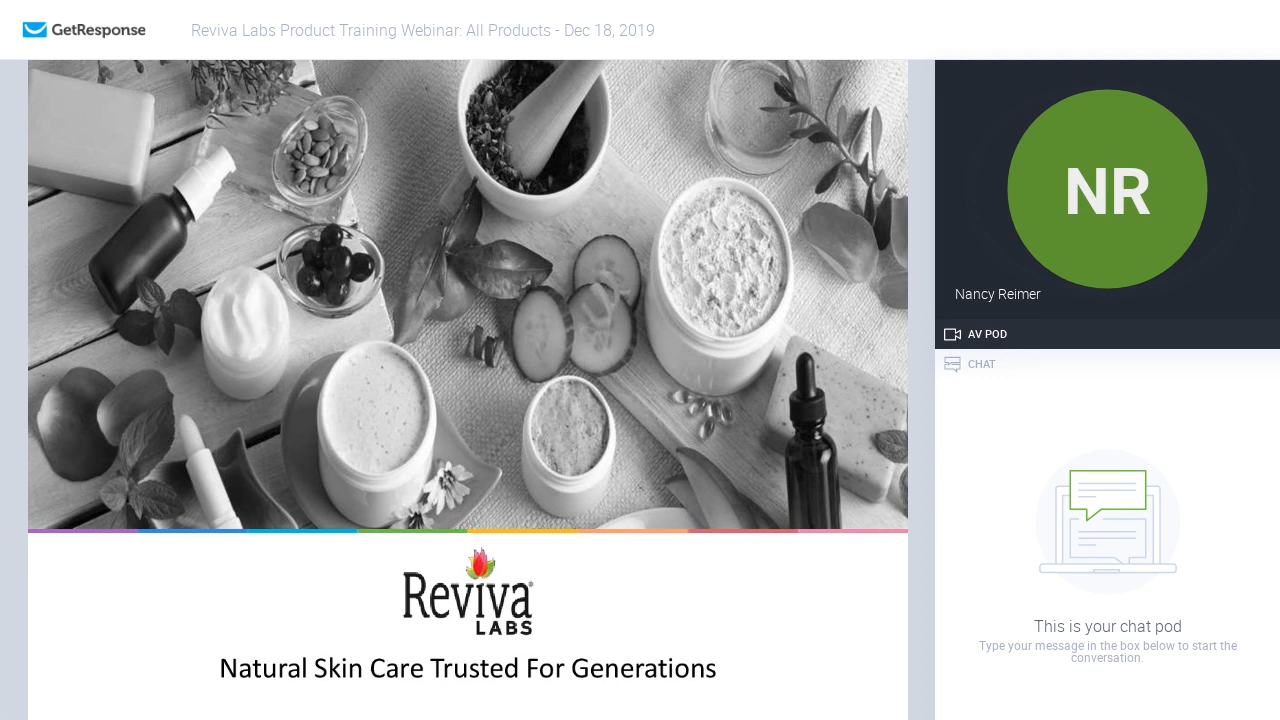 GetResponse
Reviva Labs Product Training Webinar: All Products - Dec 18, 2019
NR
Nancy Reimer
AV POD
CHAT
This is your chat pod
Type your message in the box below to start the
conversation.
Reviva®
LABS
Natural Skin Care Trusted For Generations